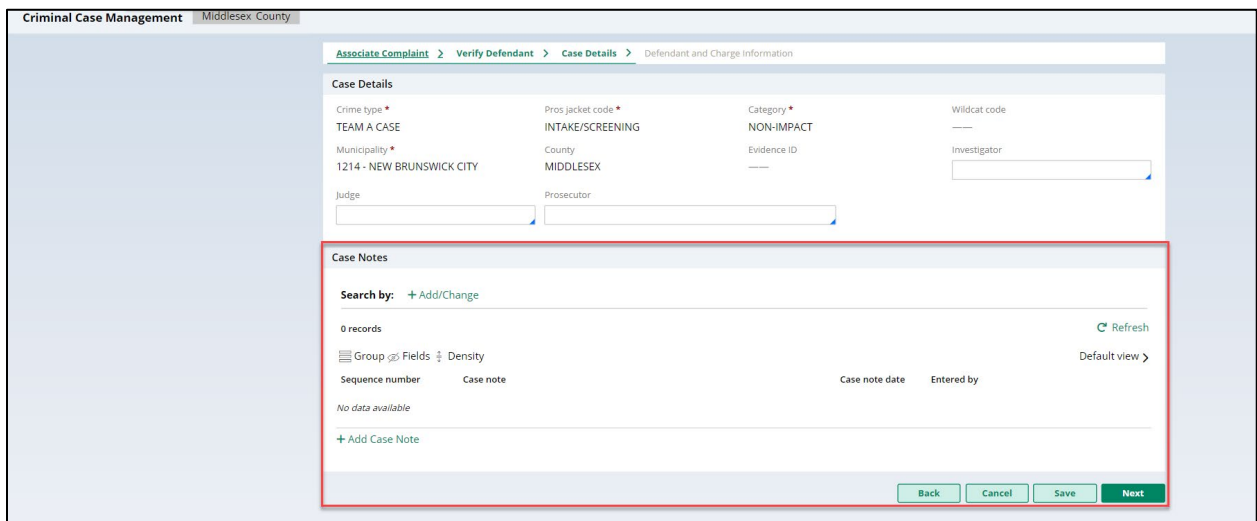 Criminal Case Management Middlesex County
Associate Complaint > Verify Defendant > Case Details > Defendant and Charge Information
Case Details
Crime type * Pros jacket code * Category * Wildcat code
TEAM A CASE INTAKE/SCREENING NON-IMPACT ——
Municipality * County Evidence ID Investigator
1214 - NEW BRUNSWICK CITY MIDDLESEX ——
Judge Prosecutor
Case Notes
Search by: + Add/Change
0 records Refresh
Group Fields Density Default view >
Sequence number Case note Case note date Entered by
No data available
+ Add Case Note
Back Cancel Save Next